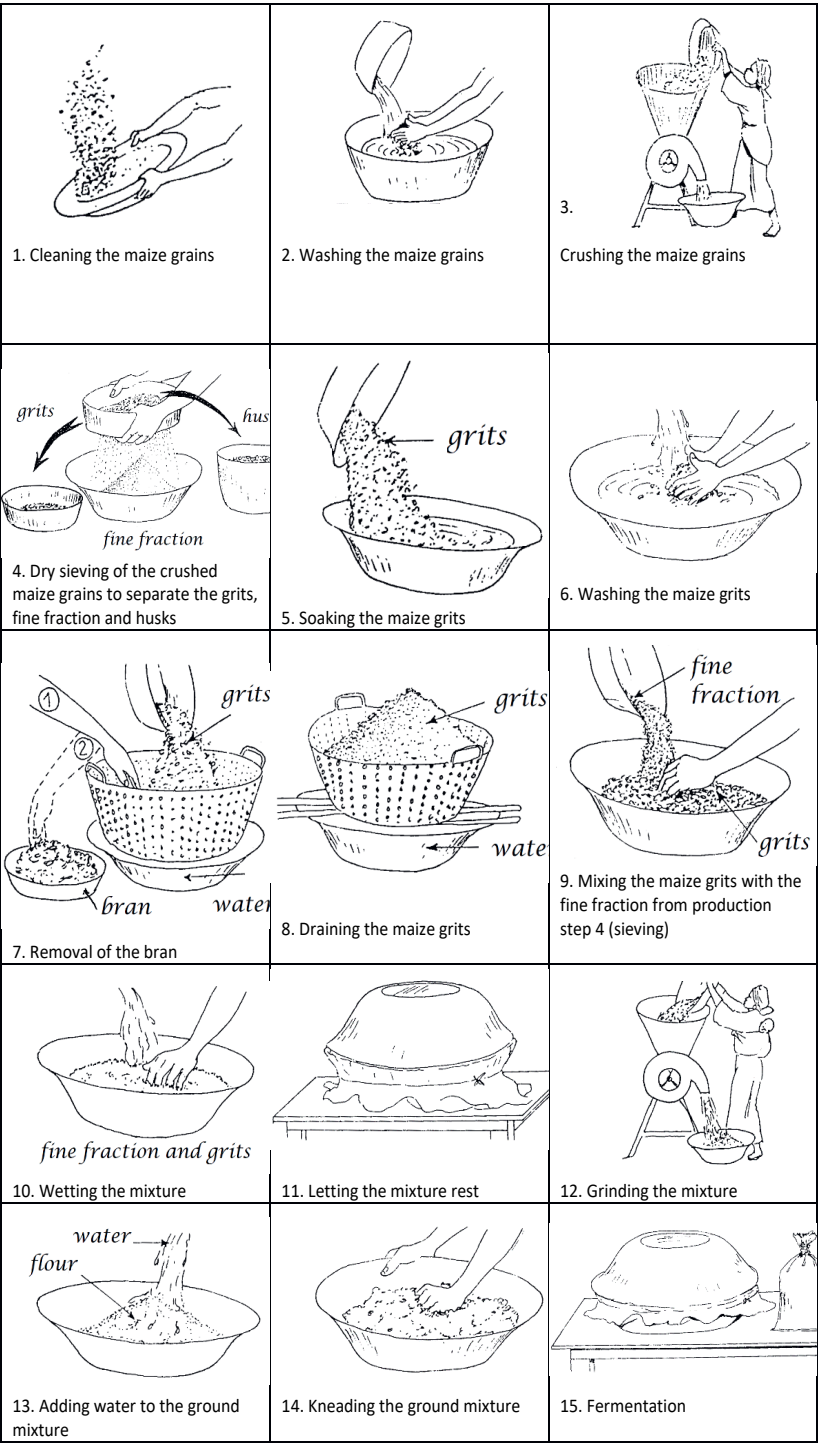 1. Cleaning the maize grains
2. Washing the maize grains
3.
Crushing the maize grains
grits
hus
fine fraction
4. Dry sieving of the crushed
maize grains to separate the grits,
fine fraction and husks
grits
5. Soaking the maize grits
6. Washing the maize grits
1
2
grits
bran
water
7. Removal of the bran
grits
wate
8. Draining the maize grits
fine
fraction
grits
9. Mixing the maize grits with the
fine fraction from production
step 4 (sieving)
fine fraction and grits
10. Wetting the mixture
11. Letting the mixture rest
12. Grinding the mixture
water
flour
13. Adding water to the ground
mixture
14. Kneading the ground mixture
15. Fermentation